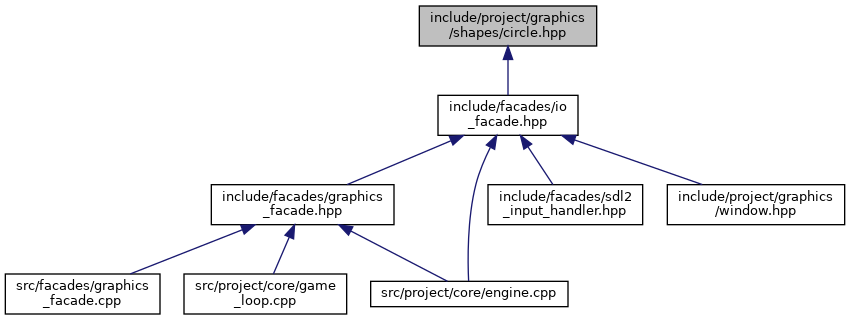 include/project/graphics
/shapes/circle.hpp
include/facades/io
_facade.hpp
include/facades/graphics
_facade.hpp
include/facades/sdl2
_input_handler.hpp
include/project/graphics
/window.hpp
src/facades/graphics
_facade.cpp
src/project/core/game
_loop.cpp
src/project/core/engine.cpp